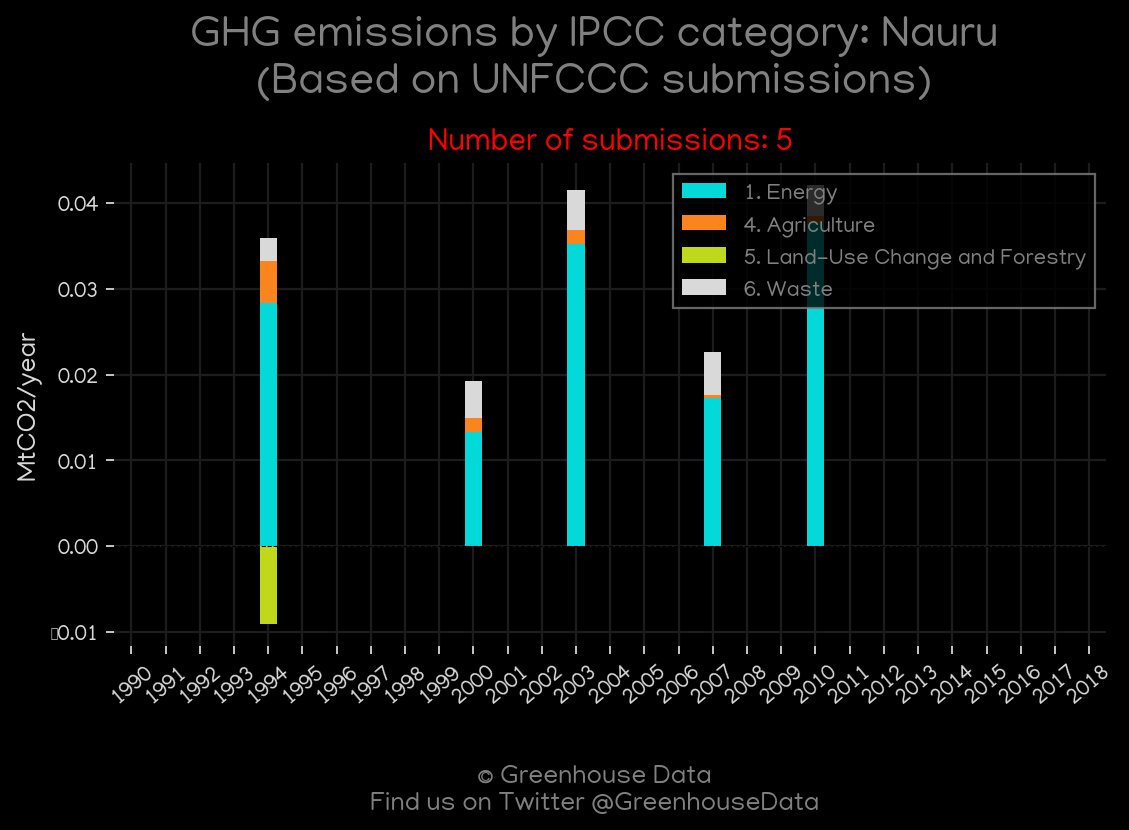 GHG emissions by IPCC category: Nauru
(Based on UNFCCC submissions)
Number of submissions: 5
1. Energy
4. Agriculture
5. Land-Use Change and Forestry
6. Waste
MtCO2/year
0.04
0.03
0.02
0.01
0.00
▯0.01
1990 1991 1992 1993 1994 1995 1996 1997 1998 1999 2000 2001 2002 2003 2004 2005 2006 2007 2008 2009 2010 2011 2012 2013 2014 2015 2016 2017 2018
© Greenhouse Data
Find us on Twitter @GreenhouseData